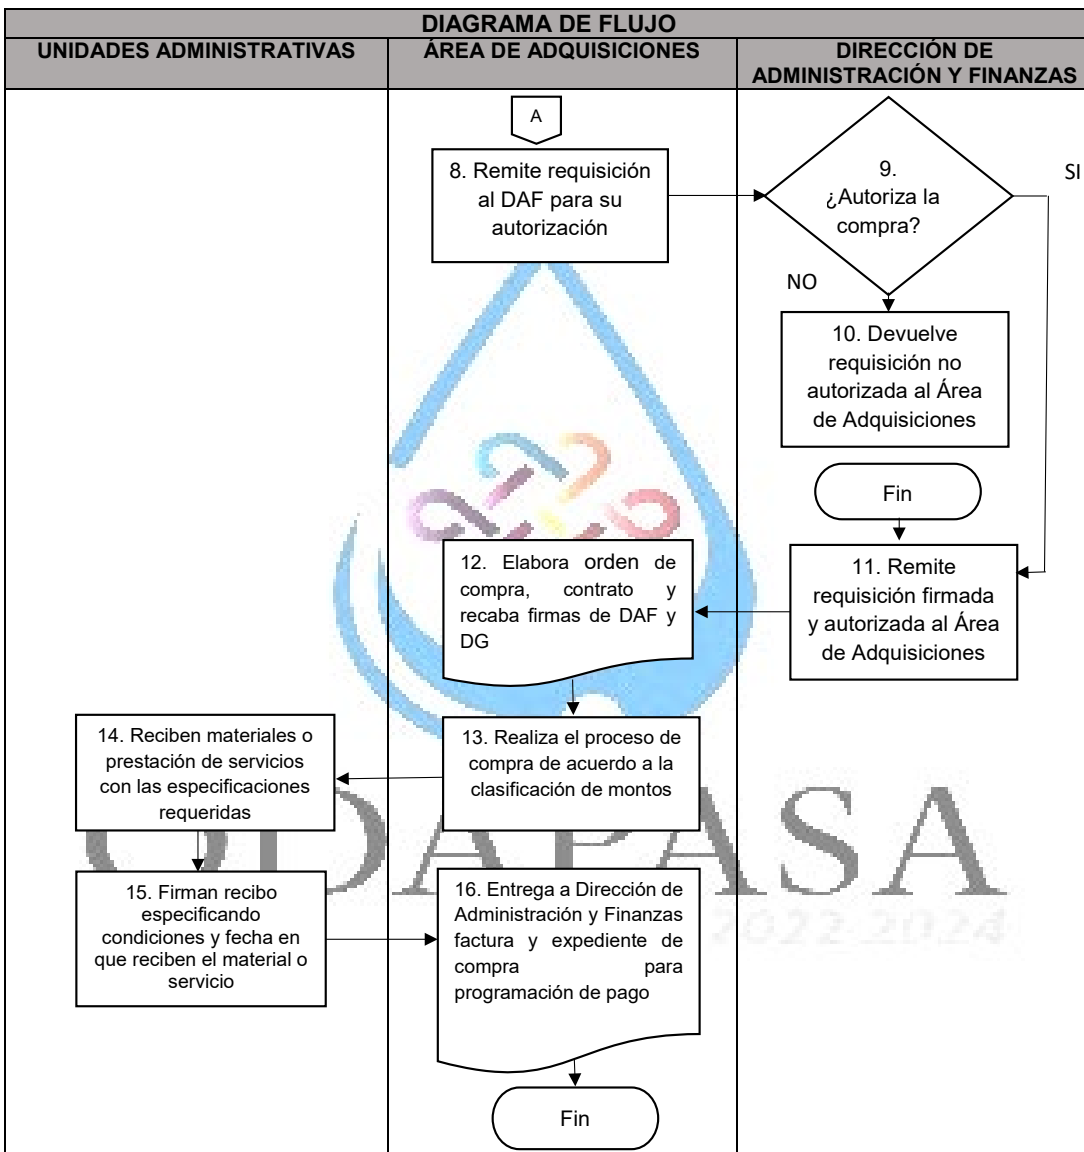 DIAGRAMA DE FLUJO
UNIDADES ADMINISTRATIVAS
ÁREA DE ADQUISICIONES
DIRECCIÓN DE
ADMINISTRACIÓN Y FINANZAS
A
8. Remite requisición
al DAF para su
autorización
9.
¿Autoriza la
compra?
SI
NO
10. Devuelve
requisición no
autorizada al Área
de Adquisiciones
Fin
11. Remite
requisición firmada
y autorizada al Área
de Adquisiciones
12. Elabora orden de
compra, contrato y
recaba firmas de DAF y
DG
13. Realiza el proceso de
compra de acuerdo a la
clasificación de montos
14. Reciben materiales o
prestación de servicios
con las especificaciones
requeridas
15. Firman recibo
especificando
condiciones y fecha en
que reciben el material o
servicio
16. Entrega a Dirección de
Administración y Finanzas
factura y expediente de
compra para
programación de pago
Fin
ODAPASA
2022-2024